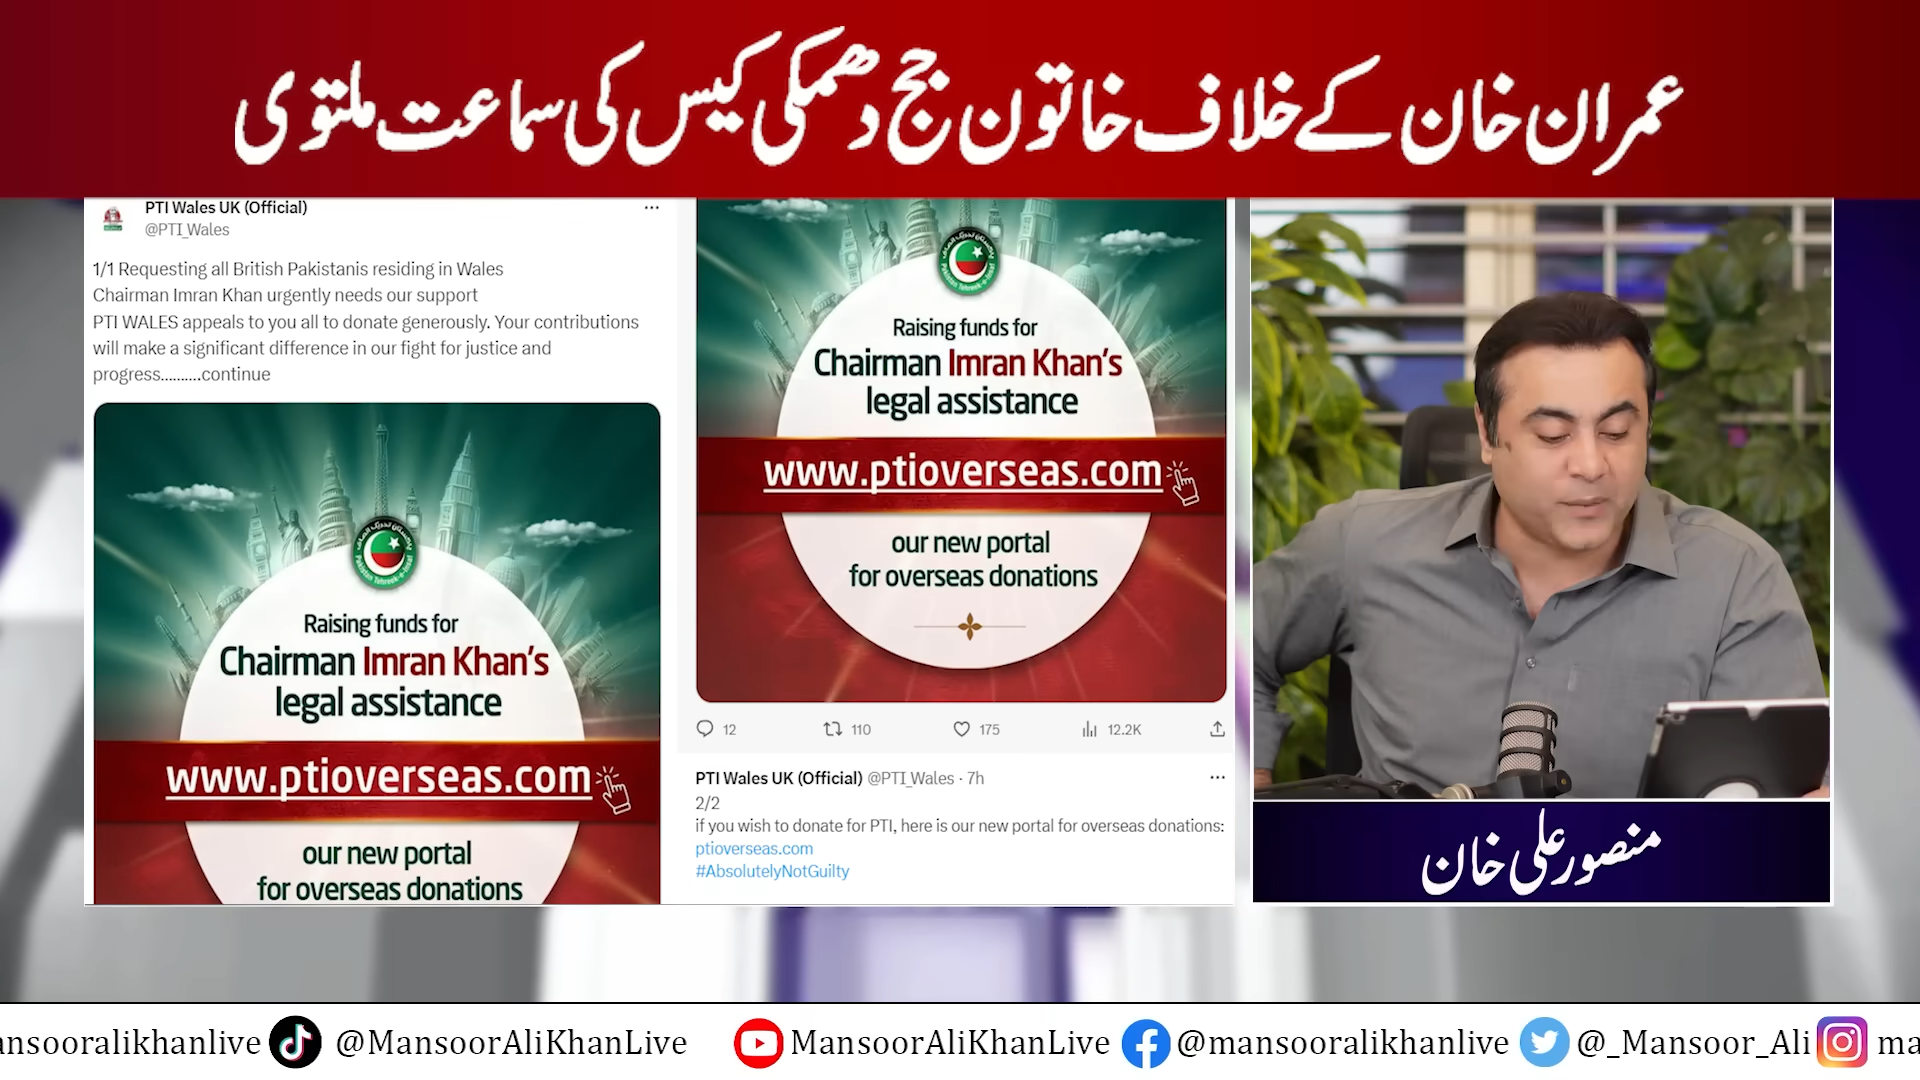 عمران خان کے خلاف خاتون جج دھمکی کیس کی سماعت ملتوی
PTI Wales UK (Official)
@PTI_Wales
1/1 Requesting all British Pakistanis residing in Wales
Chairman Imran Khan urgently needs our support
PTI WALES appeals to you all to donate generously. Your contributions
will make a significant difference in our fight for justice and
progress..........continue
Raising funds for
Chairman Imran Khan's
legal assistance
www.ptioverseas.com
our new portal
for overseas donations
Raising funds for
Chairman Imran Khan's
legal assistance
www.ptioverseas.com
our new portal
for overseas donations
12 110 175 12.2K
PTI Wales UK (Official) @PTI_Wales · 7h
2/2
if you wish to donate for PTI, here is our new portal for overseas donations:
ptioverseas.com
#AbsolutelyNotGuilty
منصور علی خان
ansooralikhanlive @MansoorAliKhanLive MansoorAliKhanLive @mansooralikhanlive @_Mansoor_Ali ma